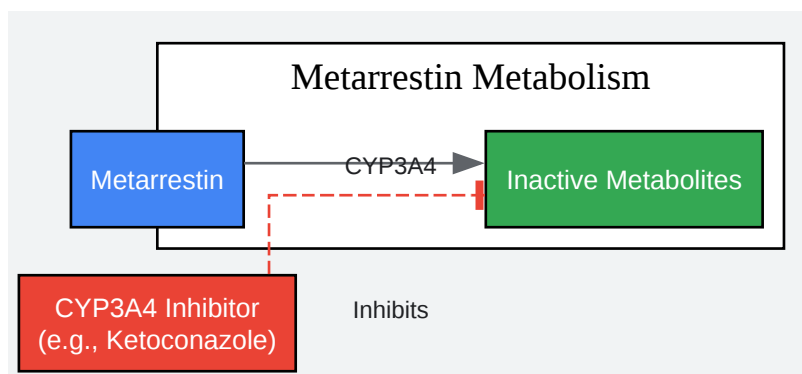 Metarrestin Metabolism
Metarrestin
CYP3A4
Inactive Metabolites
CYP3A4 Inhibitor
(e.g., Ketoconazole)
Inhibits